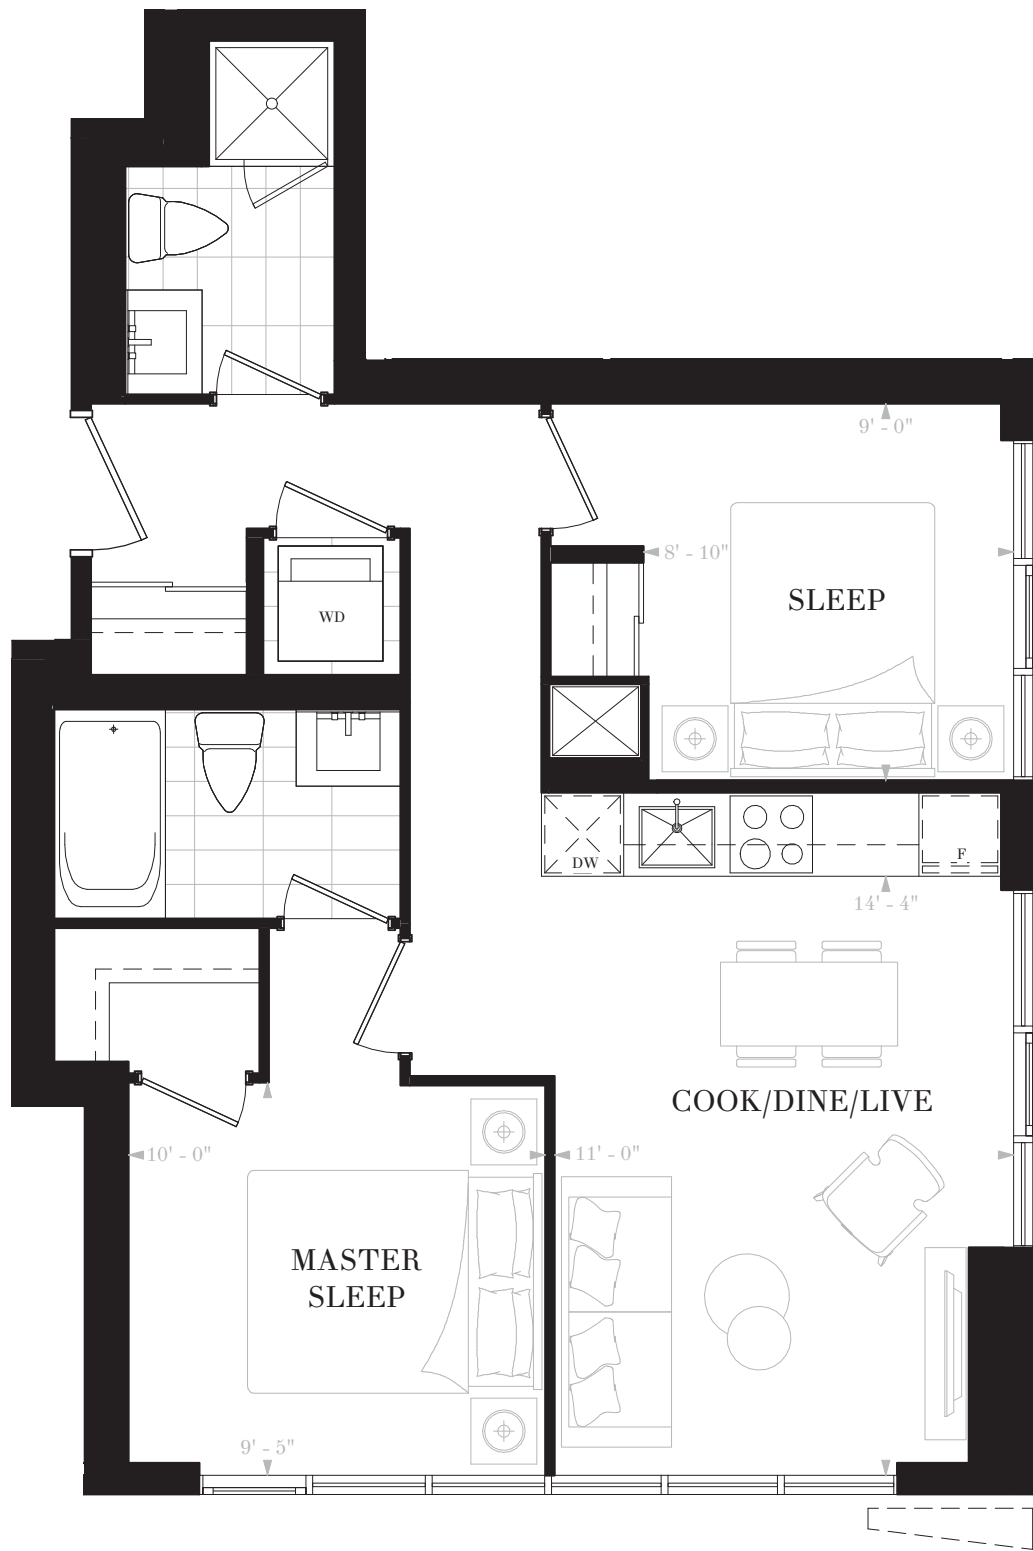 9' - 0"
8' - 10"
SLEEP
WD
DW
F
14' - 4"
COOK/DINE/LIVE
10' - 0"
11' - 0"
MASTER
SLEEP
9' - 5"